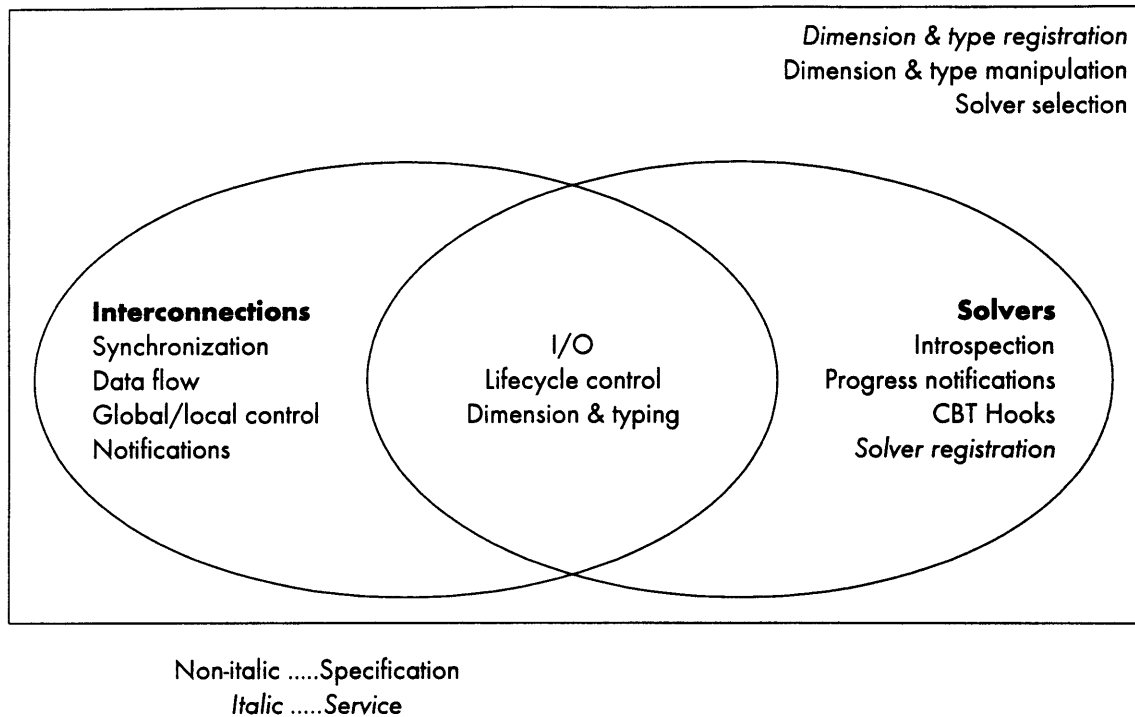 Dimension & type registration
Dimension & type manipulation
Solver selection
Interconnections
Synchronization
Data flow
Global/local control
Notifications
I/O
Lifecycle control
Dimension & typing
Solvers
Introspection
Progress notifications
CBT Hooks
Solver registration
Non-italic .....Specification
Italic .....Service